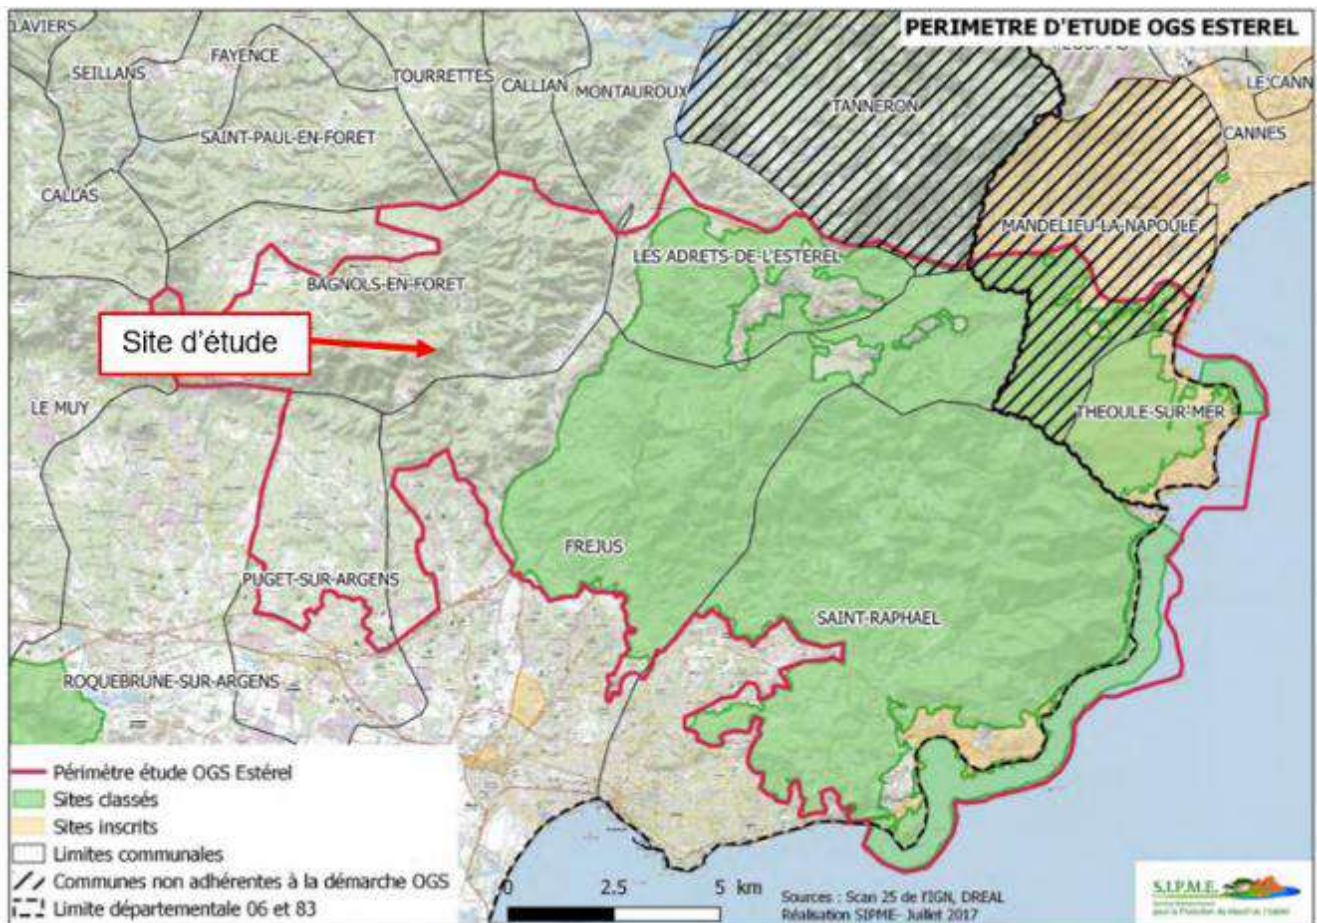 PERIMETRE D'ETUDE OGS ESTEREL
LAVIERS
FAYENCE
SEILLANS
TOURRETTES
CALLIAN
MONTAUROUX
TANNERON
LE CANN
CANNES
SAINT-PAUL-EN-FORET
CALLAS
MANDELIEU-LA-NAPOULE
LES ADRETS-DE-L'ESTEREL
BAGNOLS-EN-FORET
Site d'étude
LE MUY
THEOULE-SUR-MER
FREJUS
PUGET-SUR-ARGENS
SAINT-RAPHAEL
ROQUEBRUNE-SUR-ARGENS
Périmètre étude OGS Estérel
Sites classés
Sites inscrits
Limites communales
Communes non adhérentes à la démarche OGS
Limite départementale 06 et 83
0 2.5 5 km
Sources : Scan 25 de l'IGN, DREAL
Réalisation SIPME- Juillet 2017
S.I.P.M.E.